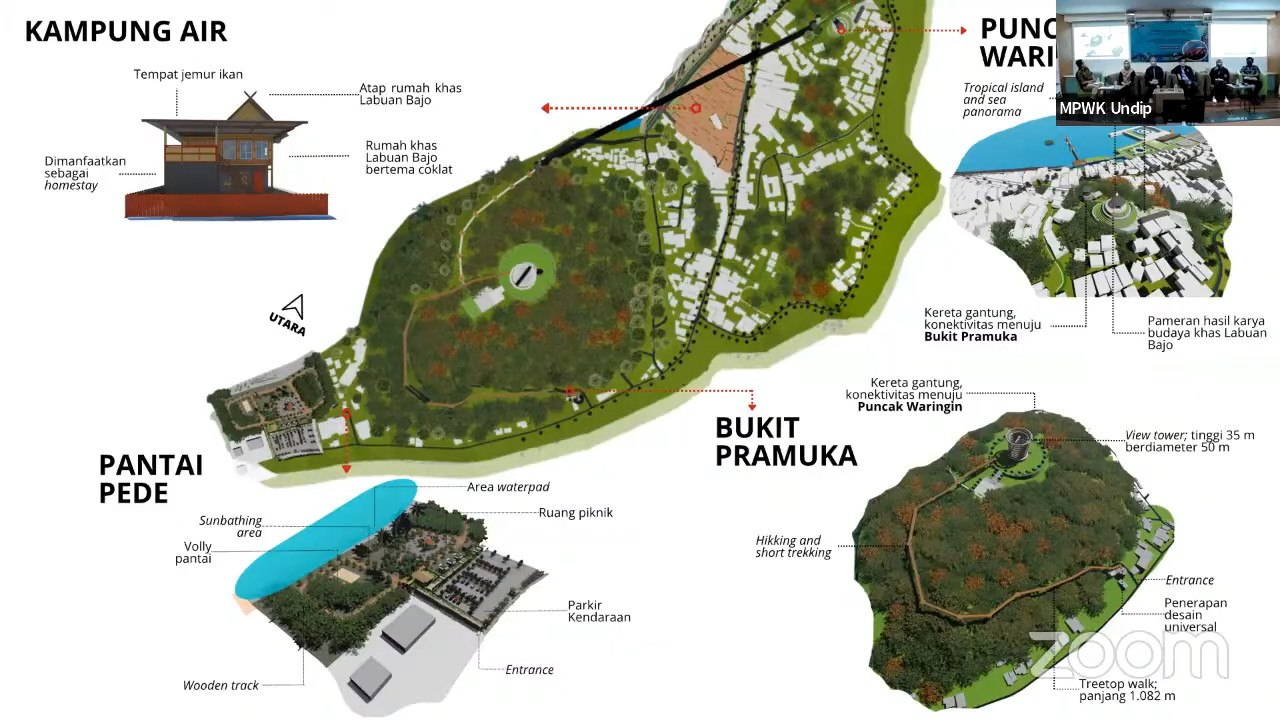 KAMPUNG AIR
Tempat jemur ikan
Atap rumah khas
Labuan Bajo
Rumah khas
Labuan Bajo
bertema coklat
Dimanfaatkan
sebagai
homestay
UTARA
WARI
Tropical island
and sea
panorama
MPWK Undip
Kereta gantung,
konektivitas menuju
Bukit Pramuka
Pameran hasil karya
budaya khas Labuan
Bajo
PANTAI
PEDE
Area waterpad
Ruang piknik
Sunbathing
area
Volly
pantai
Parkir
Kendaraan
Entrance
Wooden track
BUKIT
PRAMUKA
Kereta gantung,
konektivitas menuju
Puncak Waringin
View tower; tinggi 35 m
berdiameter 50 m
Hikking and
short trekking
Entrance
Penerapan
desain
universal
Treetop walk;
panjang 1.082 m
zoom